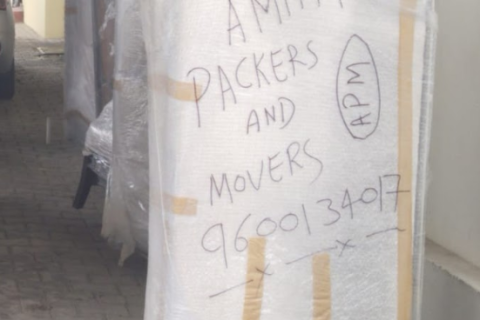 PACKERS
APM
AND
MOVERS
9600134017